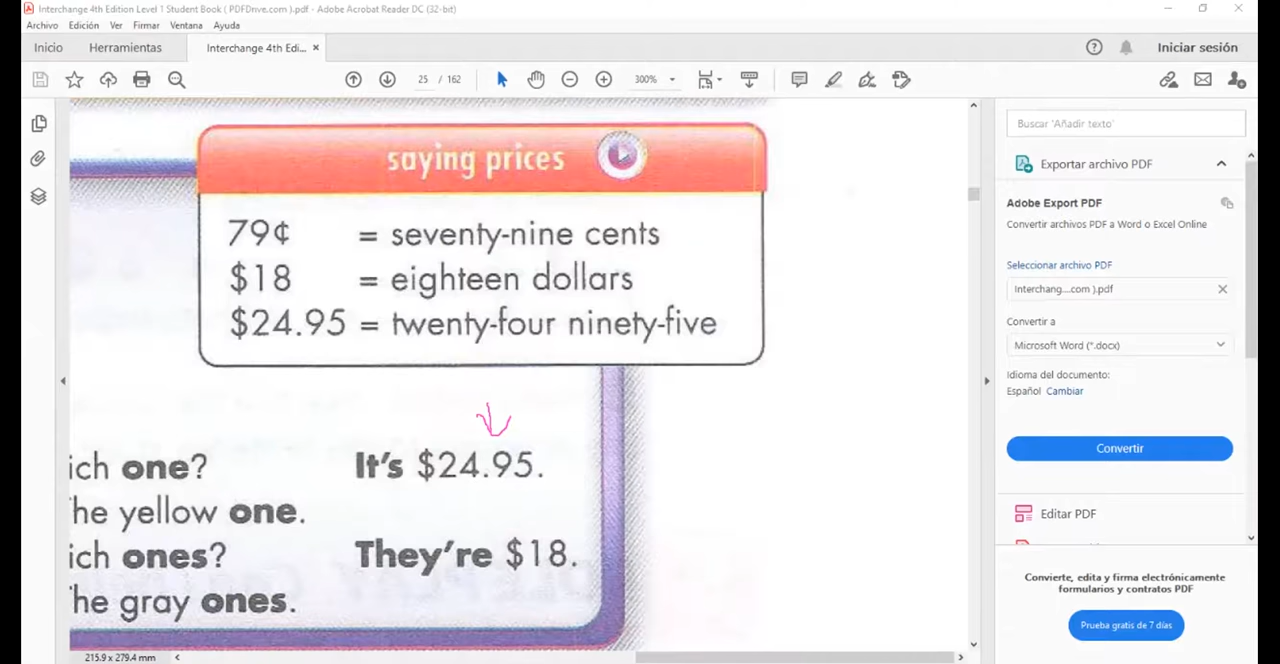 Interchange 4th Edition Level 1 Student Book ( PDFDrive.com ).pdf - Adobe Acrobat Reader DC (32-bit)
Archivo Edición Ver Firmar Ventana Ayuda
Inicio Herramientas Interchange 4th Edi... × Iniciar sesión
25 / 162 300%
saying prices
79¢ = seventy-nine cents
$18 = eighteen dollars
$24.95 = twenty-four ninety-five
ich one? It's $24.95.
he yellow one.
ich ones? They're $18.
he gray ones.
215.9 x 279.4 mm
Buscar 'Añadir texto'
Exportar archivo PDF
Adobe Export PDF
Convertir archivos PDF a Word o Excel Online
Seleccionar archivo PDF
Interchang....com ).pdf
Convertir a
Microsoft Word (*.docx)
Idioma del documento:
Español Cambiar
Convertir
Editar PDF
Convierte, edita y firma electrónicamente
formularios y contratos PDF
Prueba gratis de 7 días